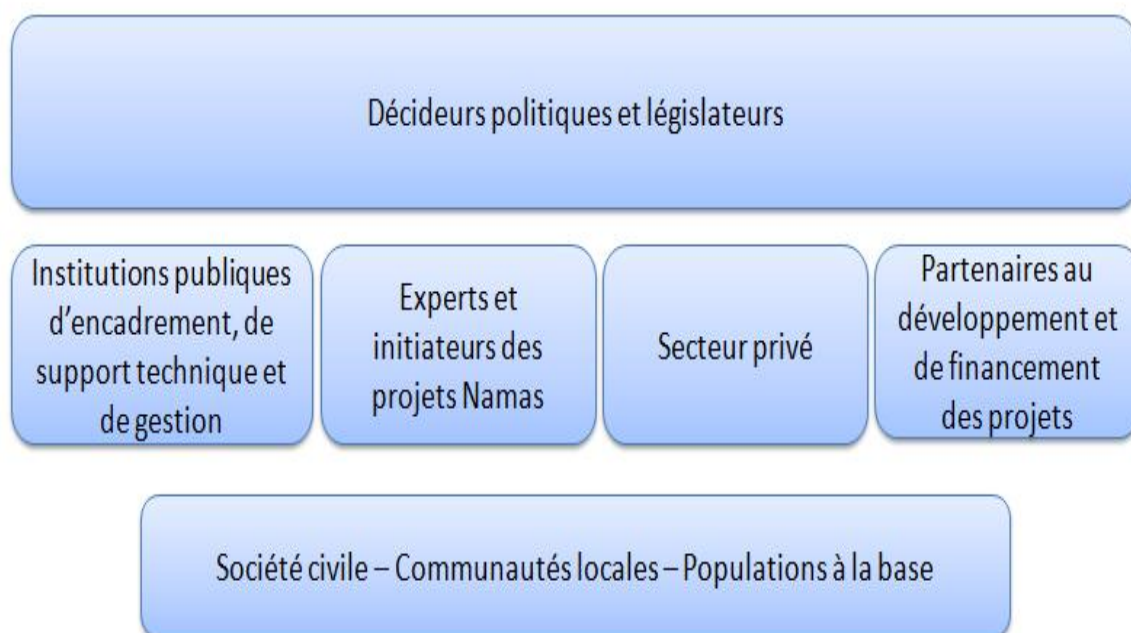 Décideurs politiques et législateurs
Institutions publiques
d’encadrement, de
support technique et
de gestion
Experts et
initiateurs des
projets Namas
Secteur privé
Partenaires au
développement et
de financement
des projets
Société civile – Communautés locales – Populations à la base